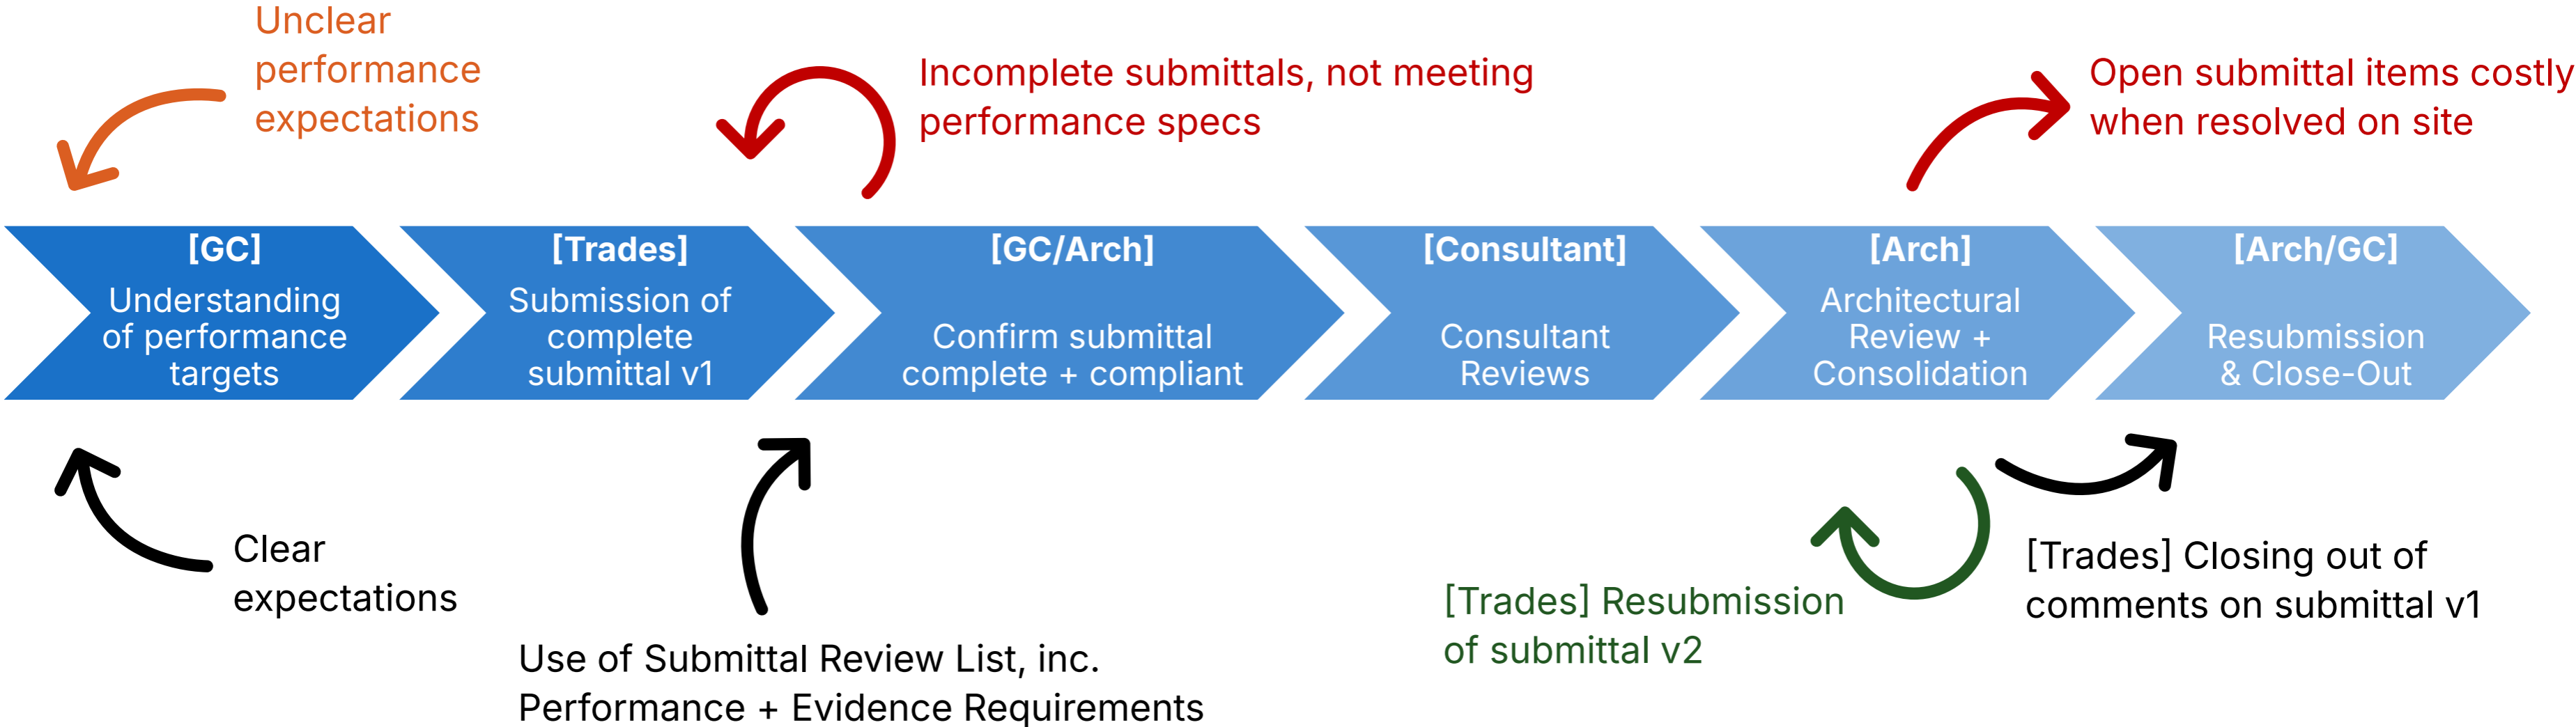 Unclear
performance
expectations
Incomplete submittals, not meeting
performance specs
Open submittal items costly
when resolved on site
[GC]
Understanding
of performance
targets
[Trades]
Submission of
complete
submittal v1
[GC/Arch]
Confirm submittal
complete + compliant
[Consultant]
Consultant
Reviews
[Arch]
Architectural
Review +
Consolidation
[Arch/GC]
Resubmission
& Close-Out
Clear
expectations
Use of Submittal Review List, inc.
Performance + Evidence Requirements
[Trades] Resubmission
of submittal v2
[Trades] Closing out of
comments on submittal v1